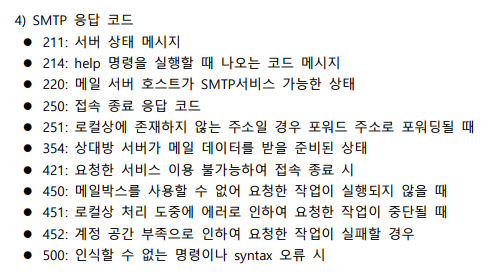 4) SMTP 응답 코드
● 211: 서버 상태 메시지
● 214: help 명령을 실행할 때 나오는 코드 메시지
● 220: 메일 서버 호스트가 SMTP서비스 가능한 상태
● 250: 접속 종료 응답 코드
● 251: 로컬상에 존재하지 않는 주소일 경우 포워드 주소로 포워딩될 때
● 354: 상대방 서버가 메일 데이터를 받을 준비된 상태
● 421: 요청한 서비스 이용 불가능하여 접속 종료 시
● 450: 메일박스를 사용할 수 없어 요청한 작업이 실행되지 않을 때
● 451: 로컬상 처리 도중에 에러로 인하여 요청한 작업이 중단될 때
● 452: 계정 공간 부족으로 인하여 요청한 작업이 실패할 경우
● 500: 인식할 수 없는 명령이나 syntax 오류 시